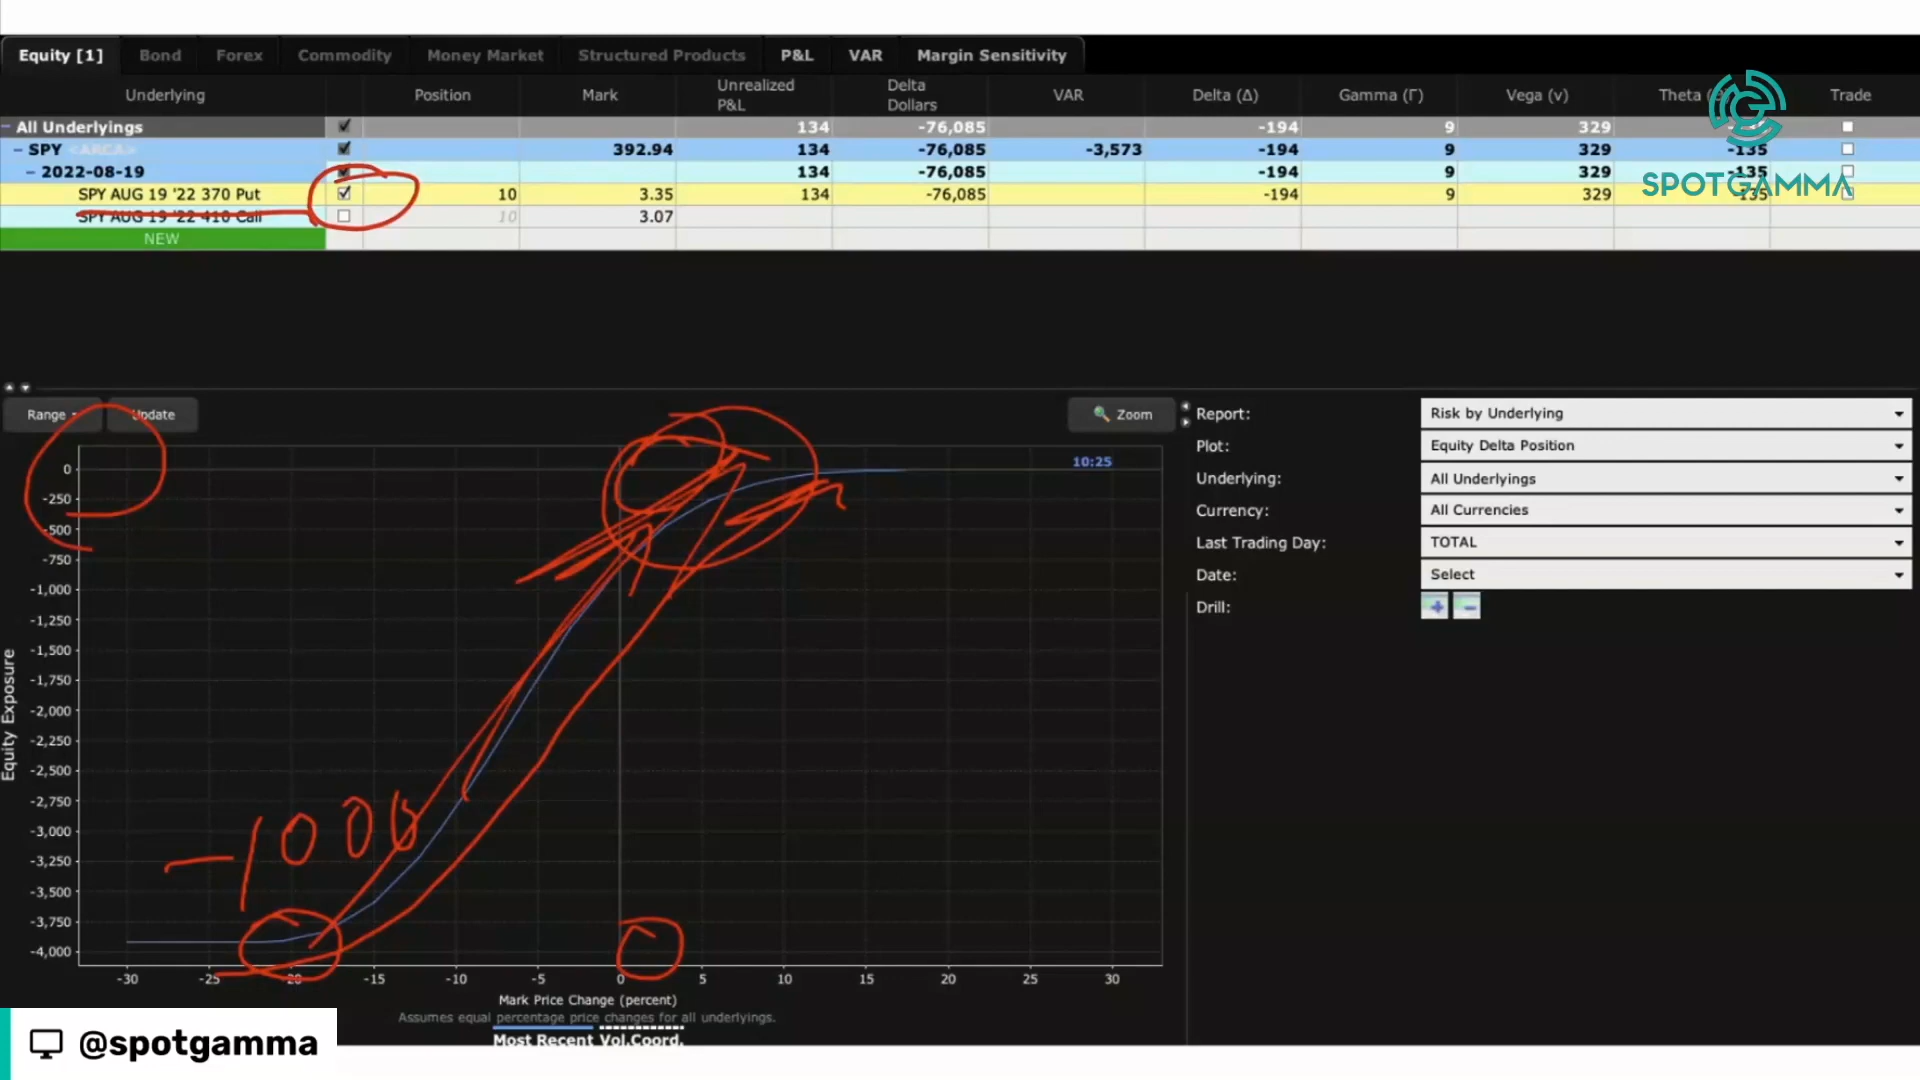 Equity [1] Bond Forex Commodity Money Market Structured Products P&L VAR Margin Sensitivity
Underlying Position Mark Unrealized P&L Delta Dollars VAR Delta (Δ) Gamma (Γ) Vega (ν) Theta Trade
All Underlyings 134 -76,085 -194 9 329
SPY <ARCA> 392.94 134 -76,085 -3,573 -194 9 329 -135
2022-08-19 134 -76,085 -194 9 329 -135
SPY AUG 19 '22 370 Put 10 3.35 134 -76,085 -194 9 329 -135
SPY AUG 19 '22 410 Call 10 3.07
NEW
SPOTGAMMA
Range Update Zoom
10:25
0
-250
-500
-750
-1,000
-1,250
-1,500
-1,750
-2,000
-2,250
-2,500
-2,750
-3,000
-3,250
-3,500
-3,750
-4,000
Equity Exposure
-1000
-30 -25 -20 -15 -10 -5 0 5 10 15 20 25 30
Mark Price Change (percent)
Assumes equal percentage price changes for all underlyings.
Most Recent Vol.Coord.
Report: Risk by Underlying
Plot: Equity Delta Position
Underlying: All Underlyings
Currency: All Currencies
Last Trading Day: TOTAL
Date: Select
Drill:
@spotgamma